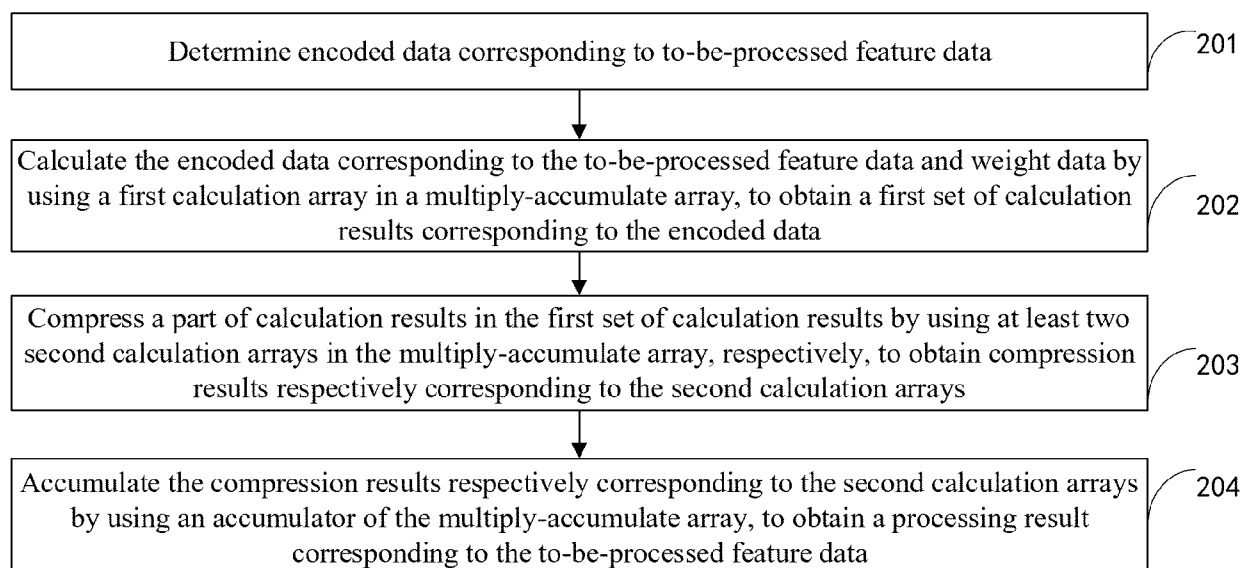 Determine encoded data corresponding to to-be-processed feature data
201
Calculate the encoded data corresponding to the to-be-processed feature data and weight data by
using a first calculation array in a multiply-accumulate array, to obtain a first set of calculation
results corresponding to the encoded data
202
Compress a part of calculation results in the first set of calculation results by using at least two
second calculation arrays in the multiply-accumulate array, respectively, to obtain compression
results respectively corresponding to the second calculation arrays
203
Accumulate the compression results respectively corresponding to the second calculation arrays
by using an accumulator of the multiply-accumulate array, to obtain a processing result
corresponding to the to-be-processed feature data
204